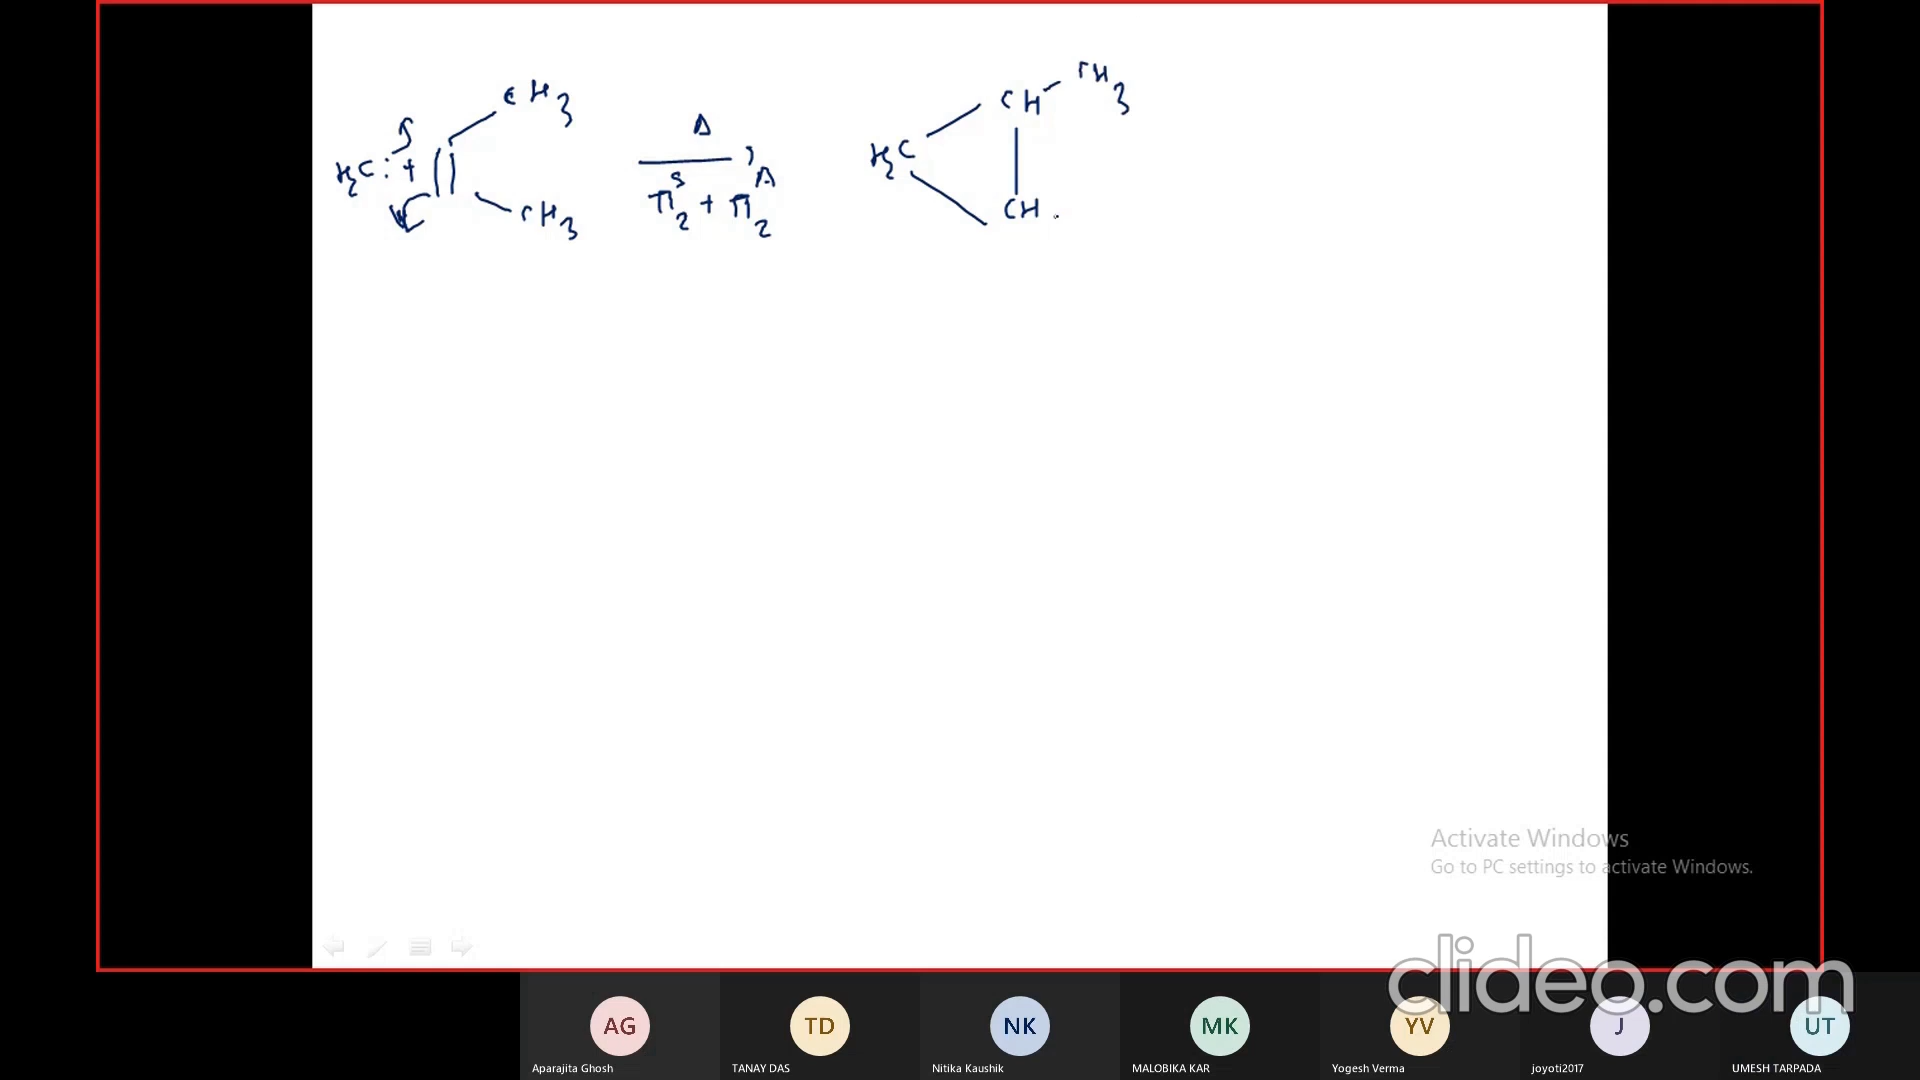 CH3 Δ CH CH3
H2C: + || H2C
CH3 π2s + π2A CH
Activate Windows
Go to PC settings to activate Windows.
clideo.com
AG TD NK MK YV J UT
Aparajita Ghosh TANAY DAS Nitika Kaushik MALOBIKA KAR Yogesh Verma joyoti2017 UMESH TARPADA